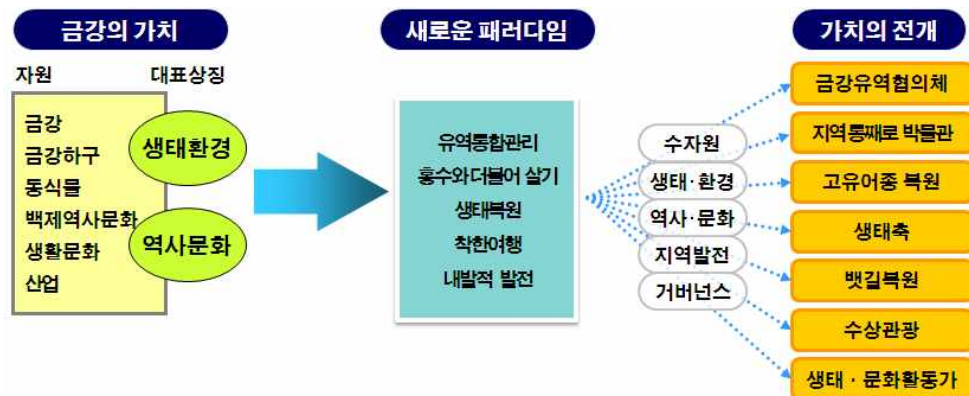 금강의 가치
자원
대표상징
금강
금강하구
동식물
백제역사문화
생활문화
산업
생태환경
역사문화
새로운 패러다임
유역통합관리
홍수와 더불어 살기
생태복원
착한여행
내발적 발전
수자원
생태·환경
역사·문화
지역발전
거버넌스
가치의 전개
금강유역협의체
지역통째로 박물관
고유어종 복원
생태축
뱃길복원
수상관광
생태·문화활동가